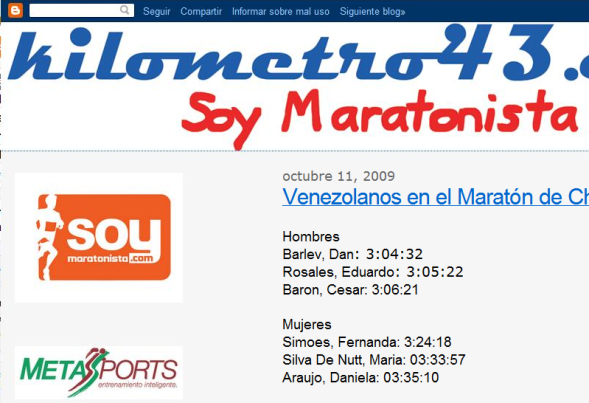 Seguir Compartir Informar sobre mal uso Siguiente blog»
kilometro43.
Soy Maratonista
octubre 11, 2009
Venezolanos en el Maratón de Ch
soy
maratonista.com
Hombres
Barlev, Dan: 3:04:32
Rosales, Eduardo: 3:05:22
Baron, Cesar: 3:06:21
Mujeres
Simoes, Fernanda: 3:24:18
Silva De Nutt, Maria: 03:33:57
Araujo, Daniela: 03:35:10
METASPORTS
entrenamiento inteligente.